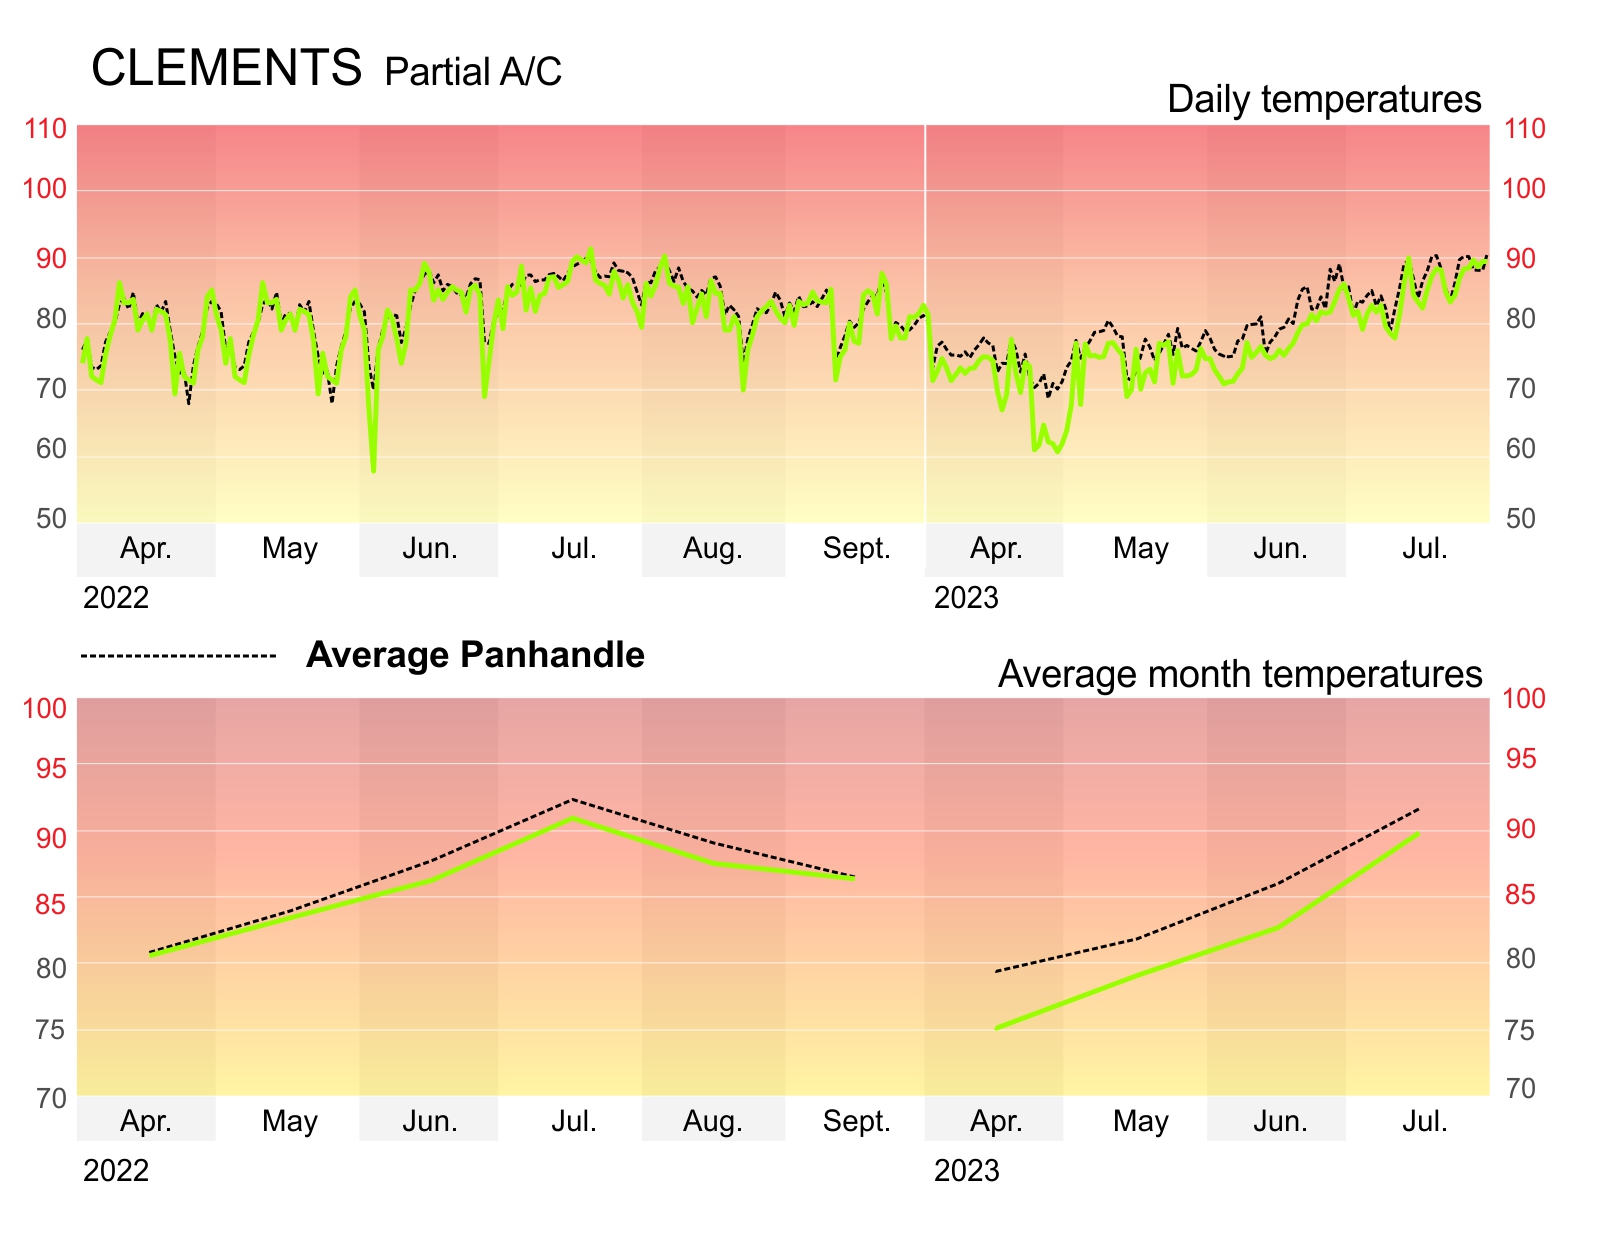 CLEMENTS Partial A/C
Daily temperatures
110 110
100 100
90 90
80 80
70 70
60 60
50 50
Apr. May Jun. Jul. Aug. Sept. Apr. May Jun. Jul.
2022 2023
Average Panhandle
Average month temperatures
100 100
95 95
90 90
85 85
80 80
75 75
70 70
Apr. May Jun. Jul. Aug. Sept. Apr. May Jun. Jul.
2022 2023